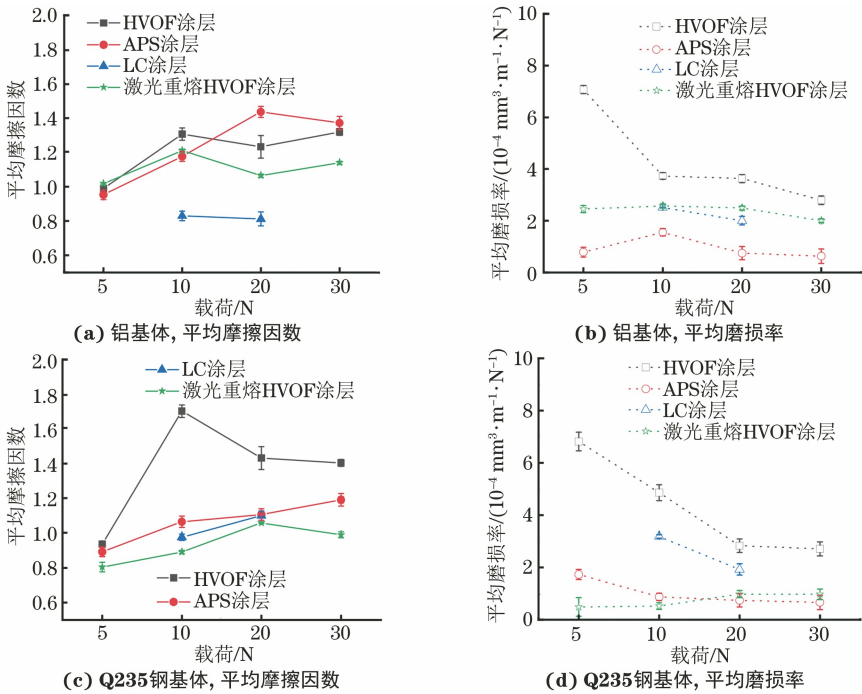 平均摩擦因数
2.0
1.8
1.6
1.4
1.2
1.0
0.8
0.6
HVOF涂层
APS涂层
LC涂层
激光重熔HVOF涂层
5
10
20
30
载荷/N
(a) 铝基体, 平均摩擦因数
平均磨损率/(10⁻⁴ mm³·m⁻¹·N⁻¹)
10
8
6
4
2
0
HVOF涂层
APS涂层
LC涂层
激光重熔HVOF涂层
5
10
20
30
载荷/N
(b) 铝基体, 平均磨损率
平均摩擦因数
2.0
1.8
1.6
1.4
1.2
1.0
0.8
0.6
LC涂层
激光重熔HVOF涂层
HVOF涂层
APS涂层
5
10
20
30
载荷/N
(c) Q235钢基体, 平均摩擦因数
平均磨损率/(10⁻⁴ mm³·m⁻¹·N⁻¹)
10
8
6
4
2
0
HVOF涂层
APS涂层
LC涂层
激光重熔HVOF涂层
5
10
20
30
载荷/N
(d) Q235钢基体, 平均磨损率